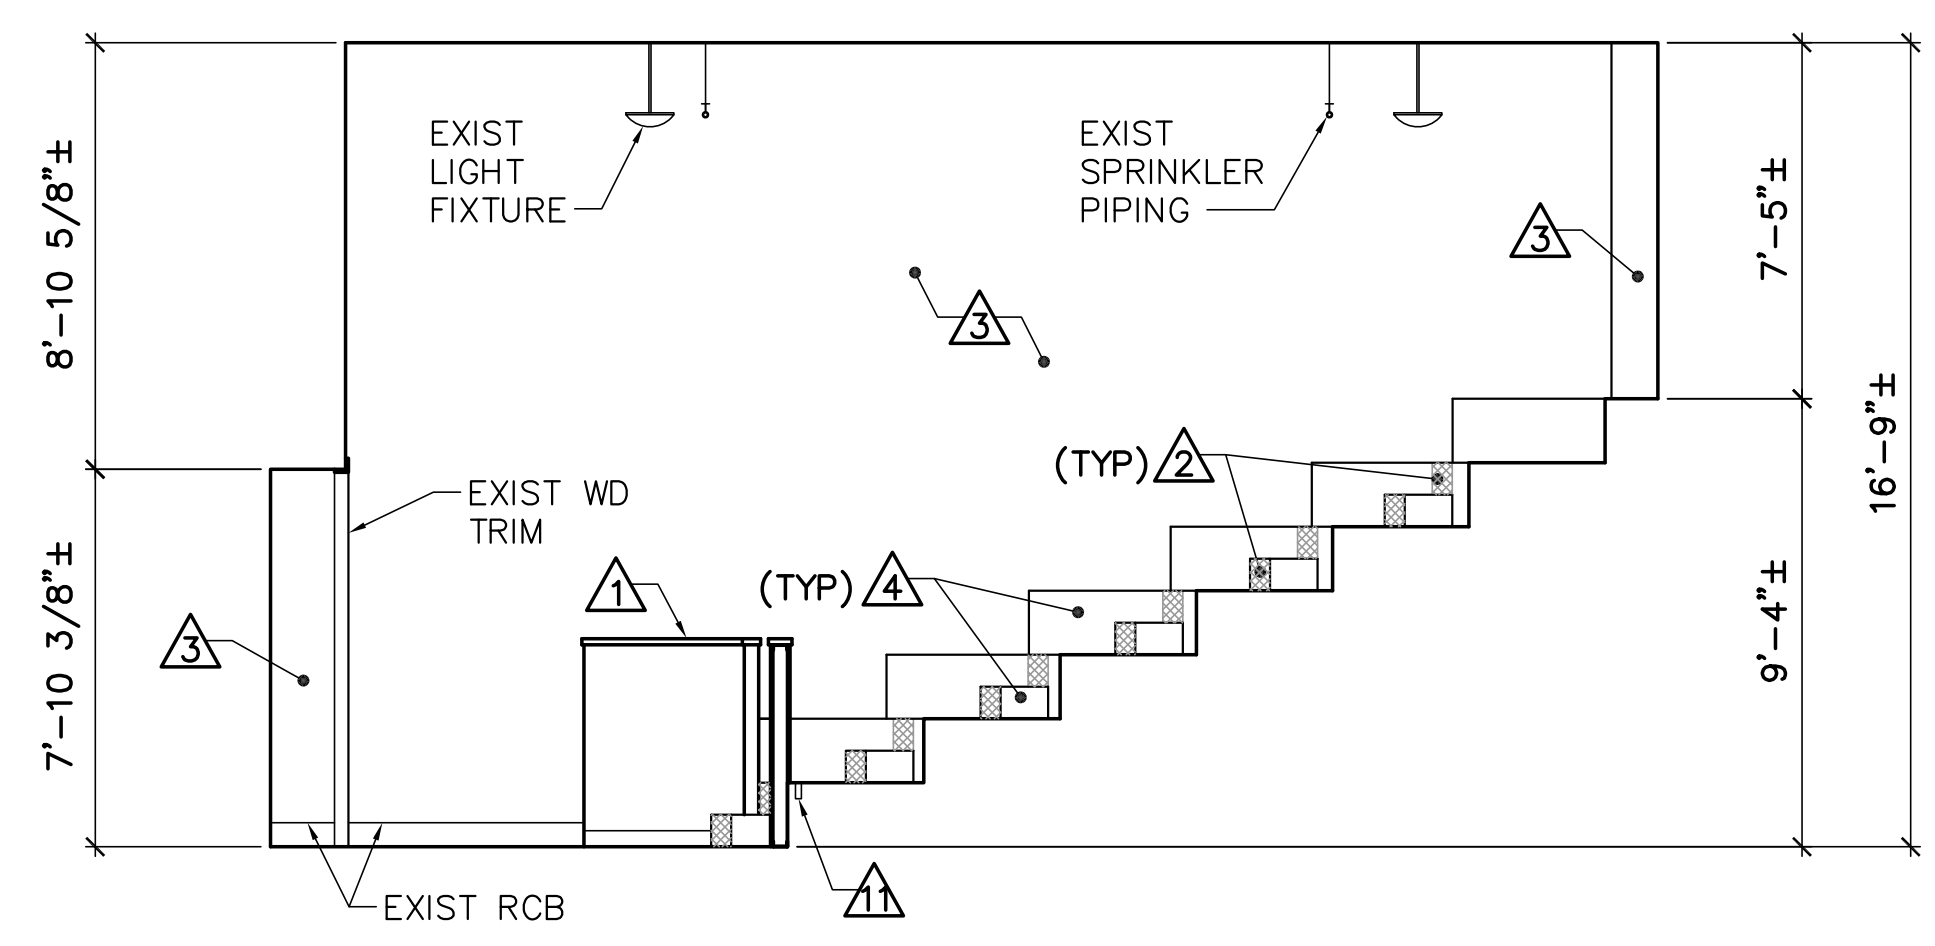 EXIST
LIGHT
FIXTURE
EXIST
SPRINKLER
PIPING
8'-10 5/8"±
7'-5"±
3
3
16'-9"±
(TYP) 2
EXIST WD
TRIM
1
(TYP) 4
7'-10 3/8"±
9'-4"±
3
11
EXIST RCB